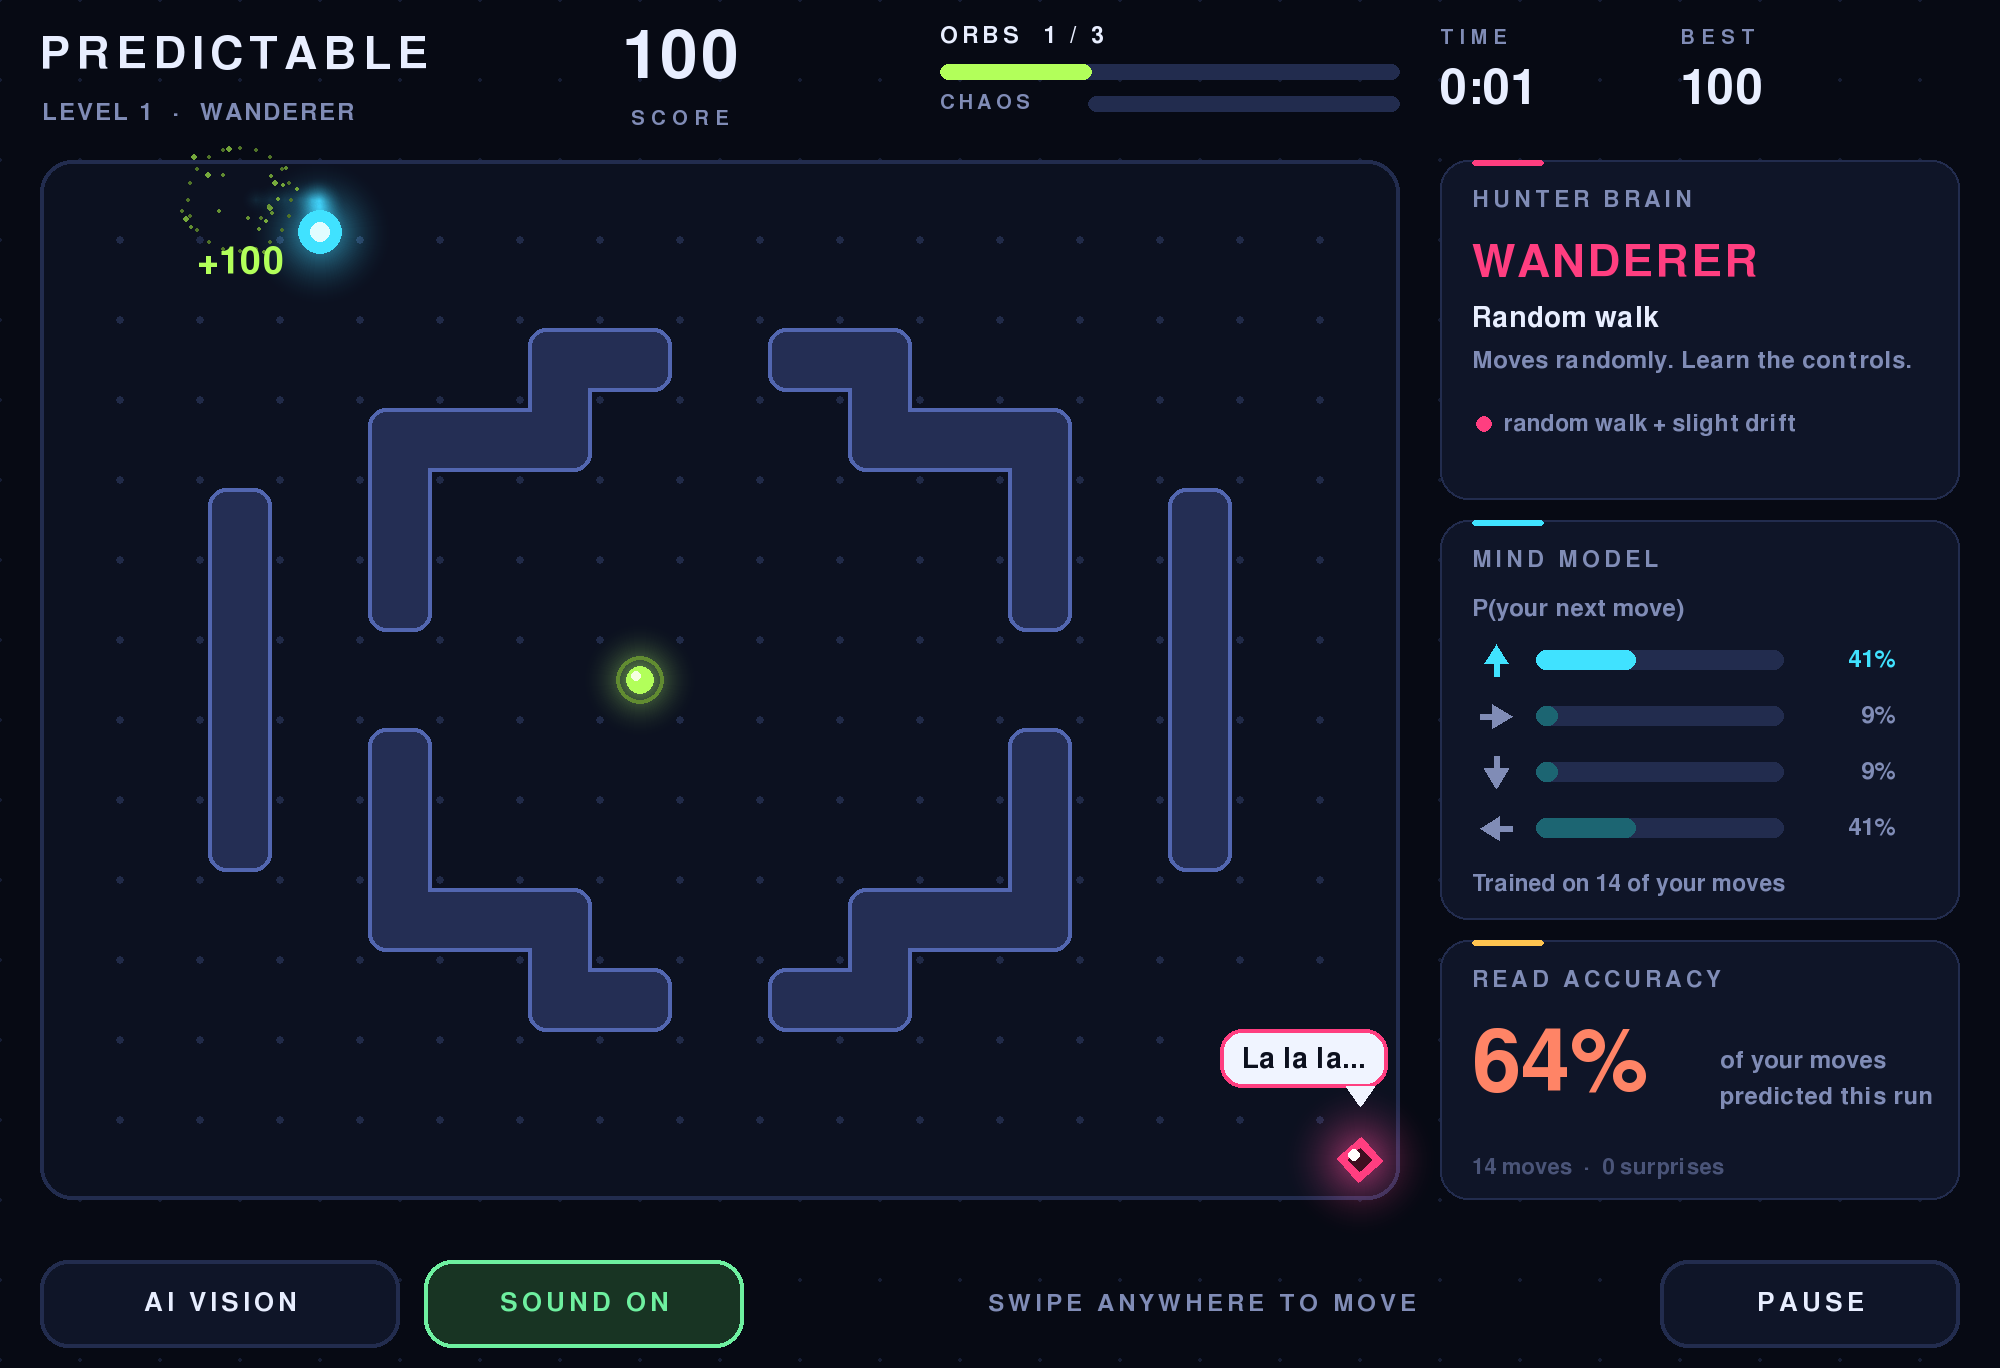 PREDICTABLE
LEVEL 1 · WANDERER
100
SCORE
ORBS 1 / 3
CHAOS
TIME
0:01
BEST
100
+100
La la la...
HUNTER BRAIN
WANDERER
Random walk
Moves randomly. Learn the controls.
random walk + slight drift
MIND MODEL
P(your next move)
41%
9%
9%
41%
Trained on 14 of your moves
READ ACCURACY
64%
of your moves
predicted this run
14 moves · 0 surprises
AI VISION
SOUND ON
SWIPE ANYWHERE TO MOVE
PAUSE